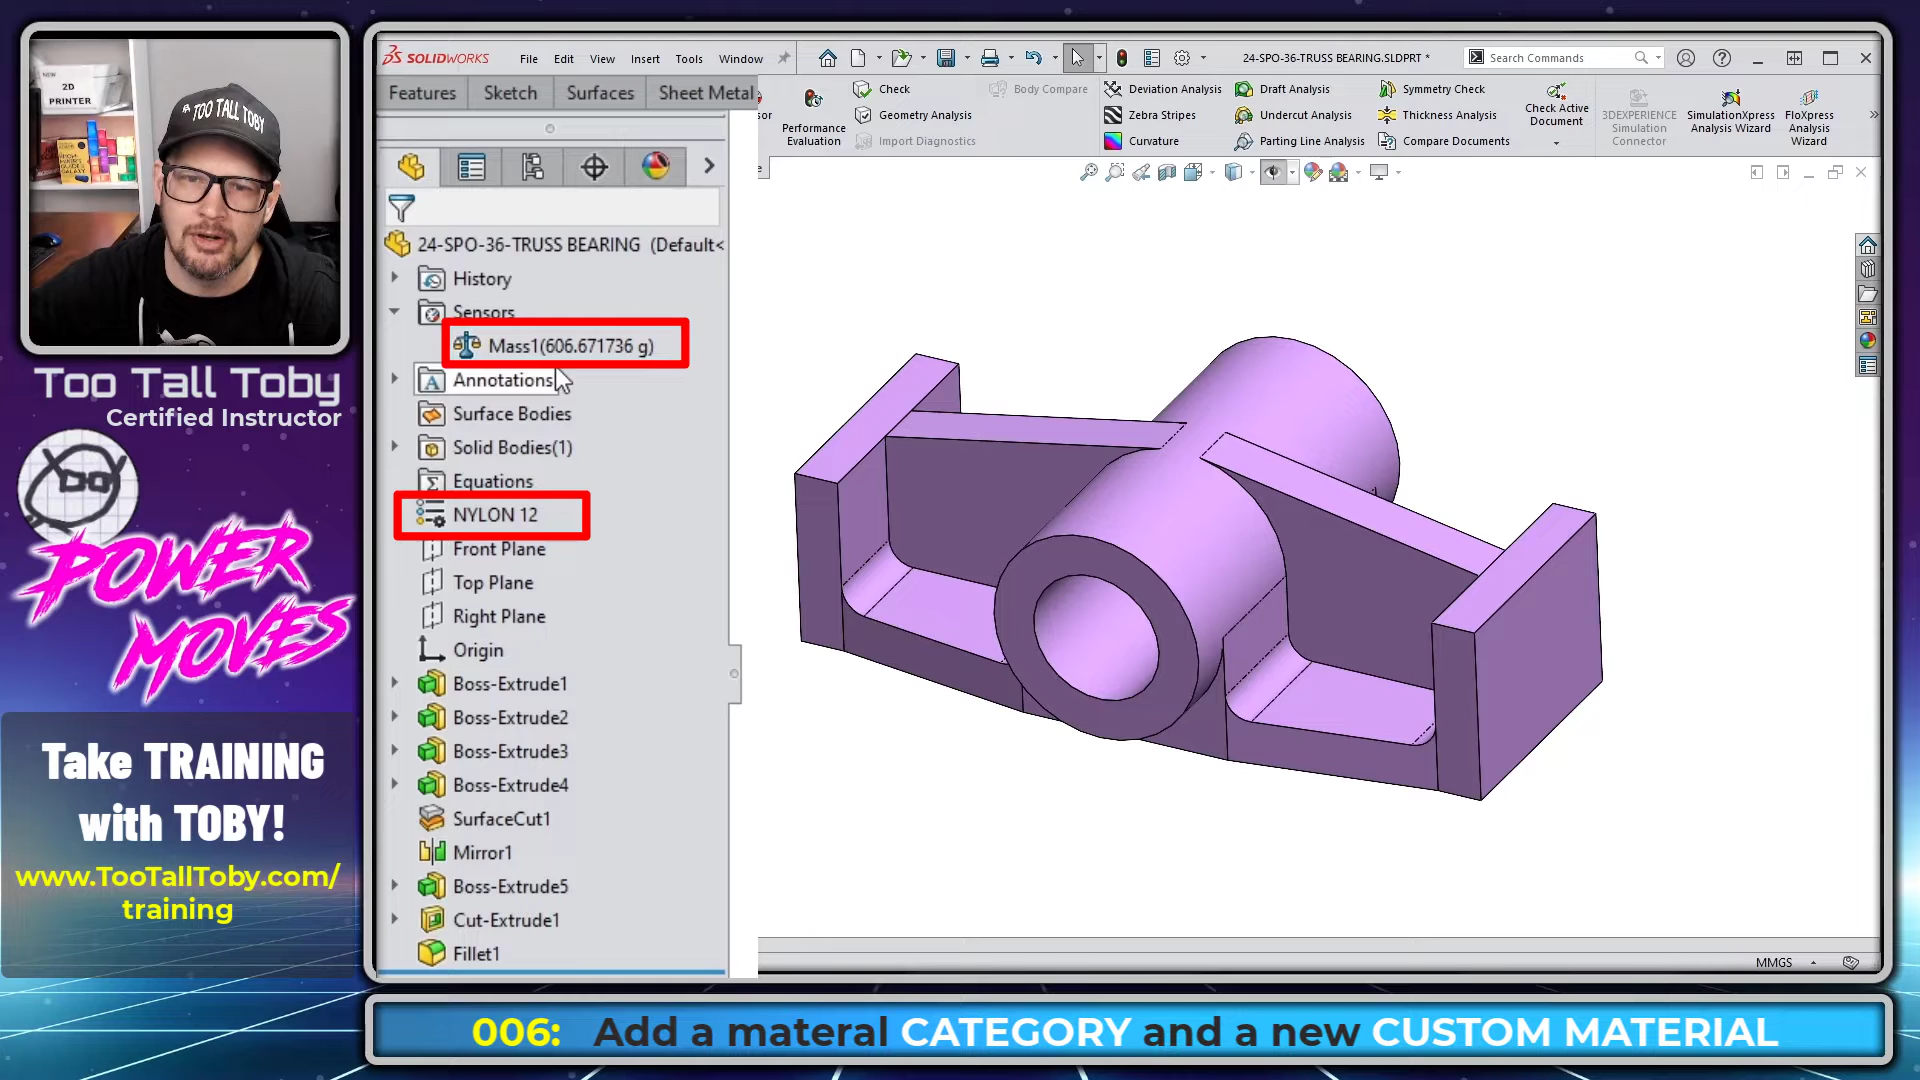 NEW
2D
PRINTER
TOO TALL TOBY
Too Tall Toby
Certified Instructor
POWER
MOVES
Take TRAINING
with TOBY!
www.TooTallToby.com/
training
SOLIDWORKS
File Edit View Insert Tools Window
24-SPO-36-TRUSS BEARING.SLDPRT *
Search Commands
Features Sketch Surfaces Sheet Metal
sor
Performance
Evaluation
Check
Geometry Analysis
Import Diagnostics
Body Compare
Deviation Analysis
Zebra Stripes
Curvature
Draft Analysis
Undercut Analysis
Parting Line Analysis
Symmetry Check
Thickness Analysis
Compare Documents
Check Active
Document
3DEXPERIENCE
Simulation
Connector
SimulationXpress
Analysis Wizard
FloXpress
Analysis
Wizard
24-SPO-36-TRUSS BEARING (Default<
History
Sensors
Mass1(606.671736 g)
Annotations
Surface Bodies
Solid Bodies(1)
Equations
NYLON 12
Front Plane
Top Plane
Right Plane
Origin
Boss-Extrude1
Boss-Extrude2
Boss-Extrude3
Boss-Extrude4
SurfaceCut1
Mirror1
Boss-Extrude5
Cut-Extrude1
Fillet1
MMGS
006: Add a materal CATEGORY and a new CUSTOM MATERIAL